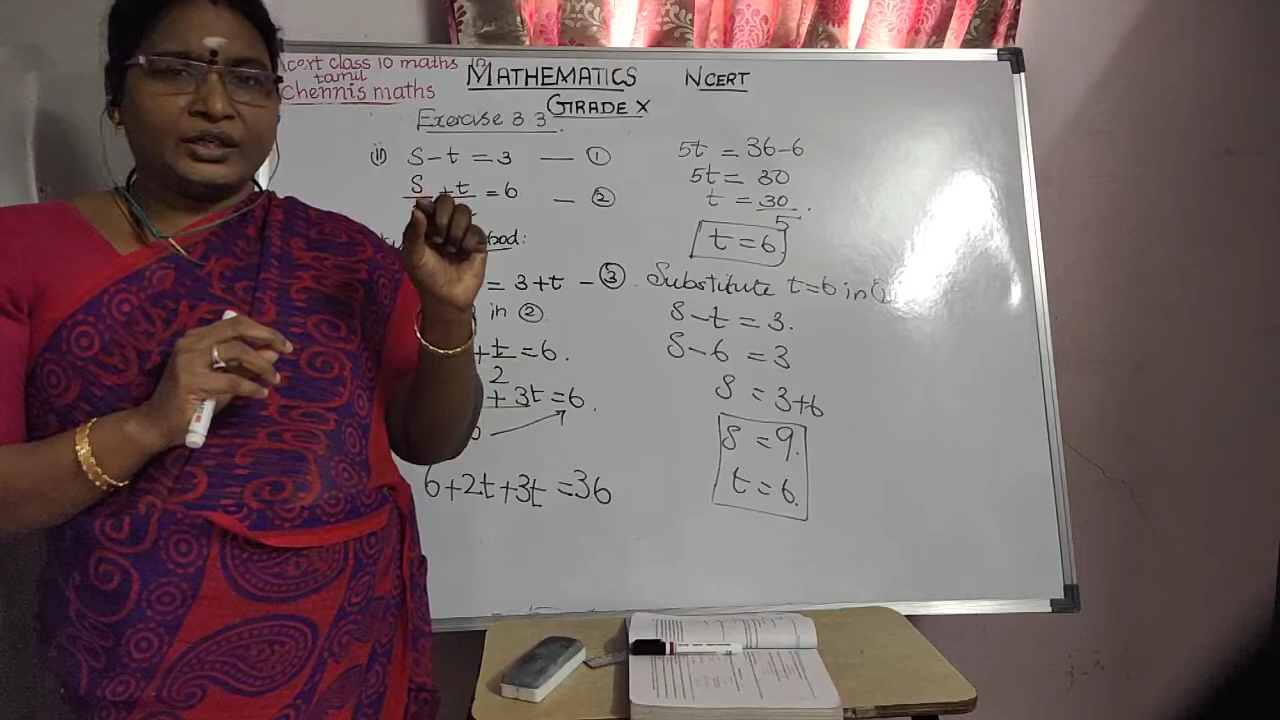 Ncert class 10 maths in
tamil
Chennis maths
MATHEMATICS NCERT
GRADE X
Exercise 3.3
(ii) s-t = 3 — ①
s + t = 6 — ②
= 3+t - ③
in ②
+ t/2 = 6.
+ 3t = 6.
6+2t+3t = 36
5t = 36-6
5t = 30
t = 30/5.
t = 6
Substitute t=6 in
s-t = 3.
s-6 = 3
s = 3+6
s = 9.
t = 6.